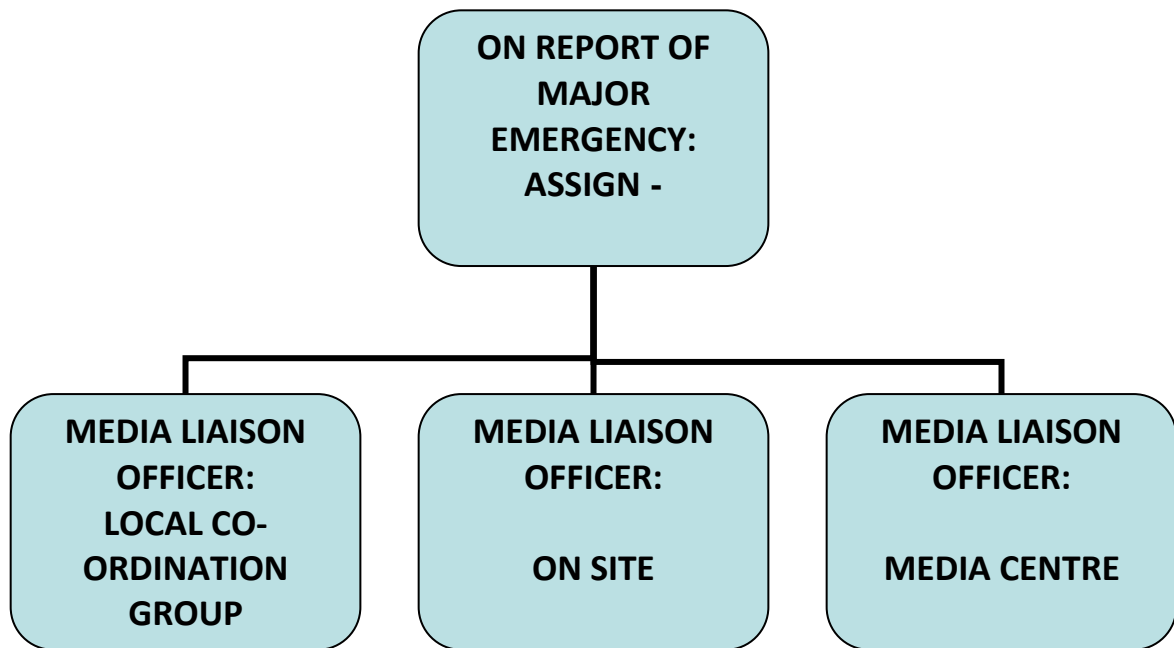 ON REPORT OF
MAJOR
EMERGENCY:
ASSIGN -
MEDIA LIAISON
OFFICER:
LOCAL CO-
ORDINATION
GROUP
MEDIA LIAISON
OFFICER:
ON SITE
MEDIA LIAISON
OFFICER:
MEDIA CENTRE